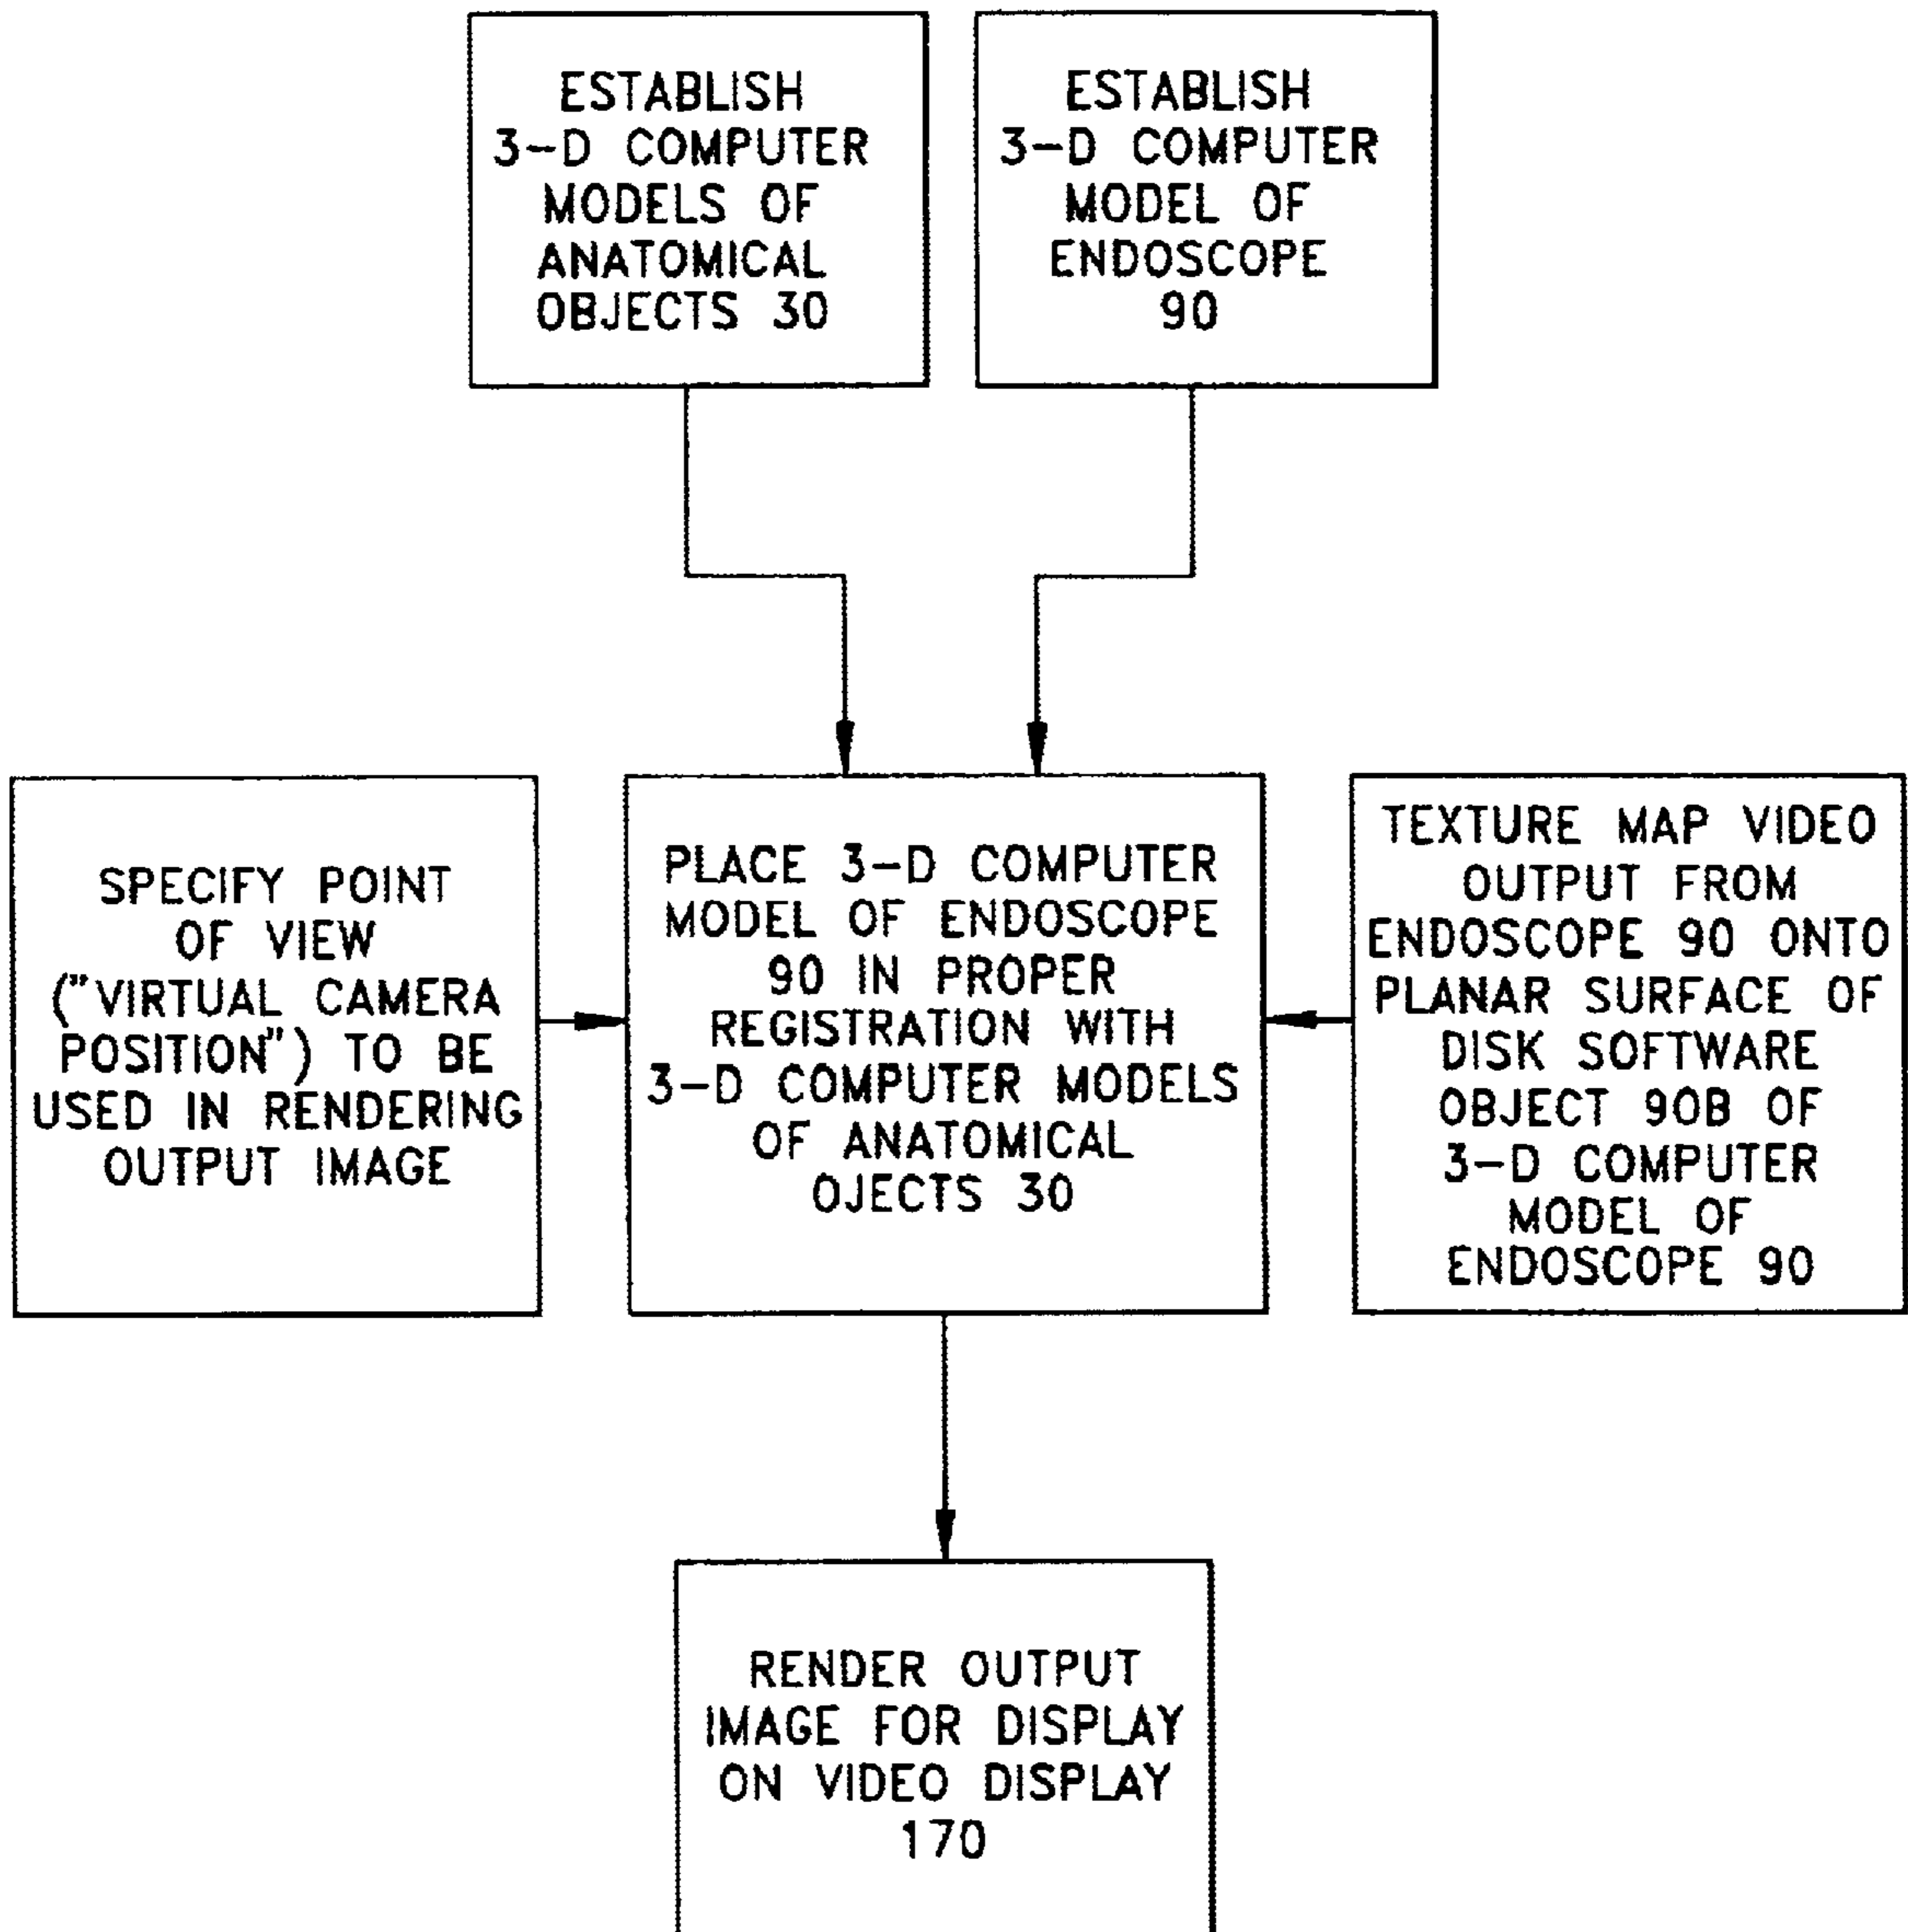 ESTABLISH
3-D COMPUTER
MODELS OF
ANATOMICAL
OBJECTS 30
ESTABLISH
3-D COMPUTER
MODEL OF
ENDOSCOPE
90
SPECIFY POINT
OF VIEW
("VIRTUAL CAMERA
POSITION") TO BE
USED IN RENDERING
OUTPUT IMAGE
PLACE 3-D COMPUTER
MODEL OF ENDOSCOPE
90 IN PROPER
REGISTRATION WITH
3-D COMPUTER MODELS
OF ANATOMICAL
OJECTS 30
TEXTURE MAP VIDEO
OUTPUT FROM
ENDOSCOPE 90 ONTO
PLANAR SURFACE OF
DISK SOFTWARE
OBJECT 90B OF
3-D COMPUTER
MODEL OF
ENDOSCOPE 90
RENDER OUTPUT
IMAGE FOR DISPLAY
ON VIDEO DISPLAY
170